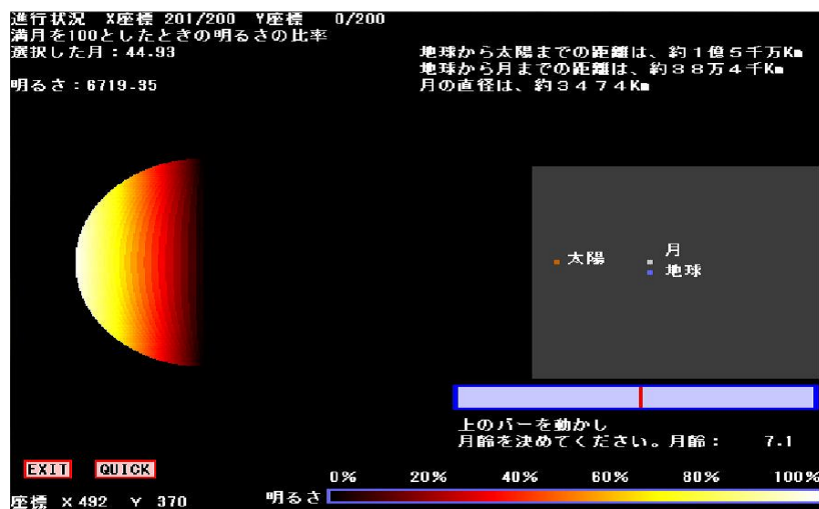 進行状況 X座標 201/200 Y座標 0/200
満月を100としたときの明るさの比率
選択した月：44.93
地球から太陽までの距離は、約１億５千万Km
地球から月までの距離は、約３８万４千Km
明るさ：6719.35
月の直径は、約３４７４Km
月
太陽
地球
上のバーを動かし
月齢を決めてください。月齢： 7.1
EXIT QUICK
0% 20% 40% 60% 80% 100%
明るさ
座標 X 492 Y 370